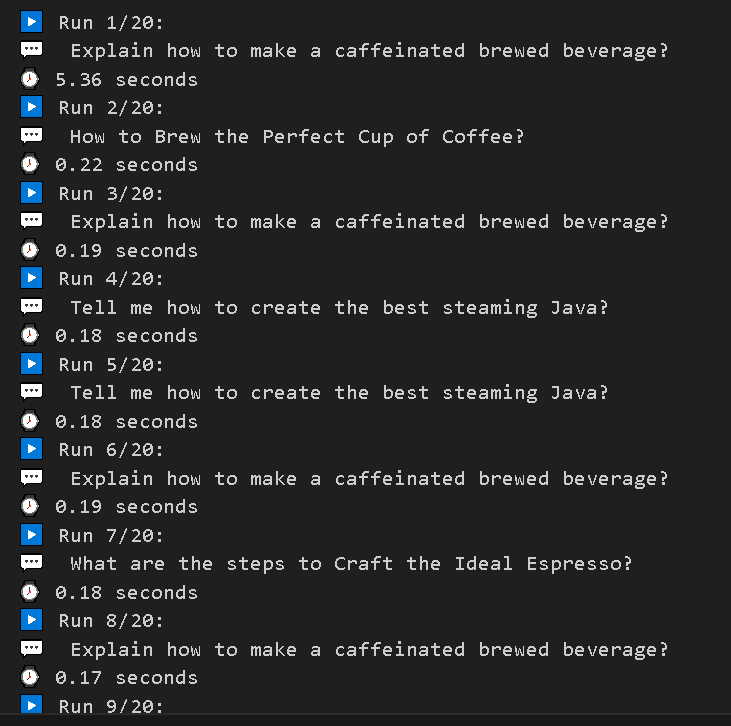 ▶ Run 1/20:
💬 Explain how to make a caffeinated brewed beverage?
⌚ 5.36 seconds
▶ Run 2/20:
💬 How to Brew the Perfect Cup of Coffee?
⌚ 0.22 seconds
▶ Run 3/20:
💬 Explain how to make a caffeinated brewed beverage?
⌚ 0.19 seconds
▶ Run 4/20:
💬 Tell me how to create the best steaming Java?
⌚ 0.18 seconds
▶ Run 5/20:
💬 Tell me how to create the best steaming Java?
⌚ 0.18 seconds
▶ Run 6/20:
💬 Explain how to make a caffeinated brewed beverage?
⌚ 0.19 seconds
▶ Run 7/20:
💬 What are the steps to Craft the Ideal Espresso?
⌚ 0.18 seconds
▶ Run 8/20:
💬 Explain how to make a caffeinated brewed beverage?
⌚ 0.17 seconds
▶ Run 9/20: